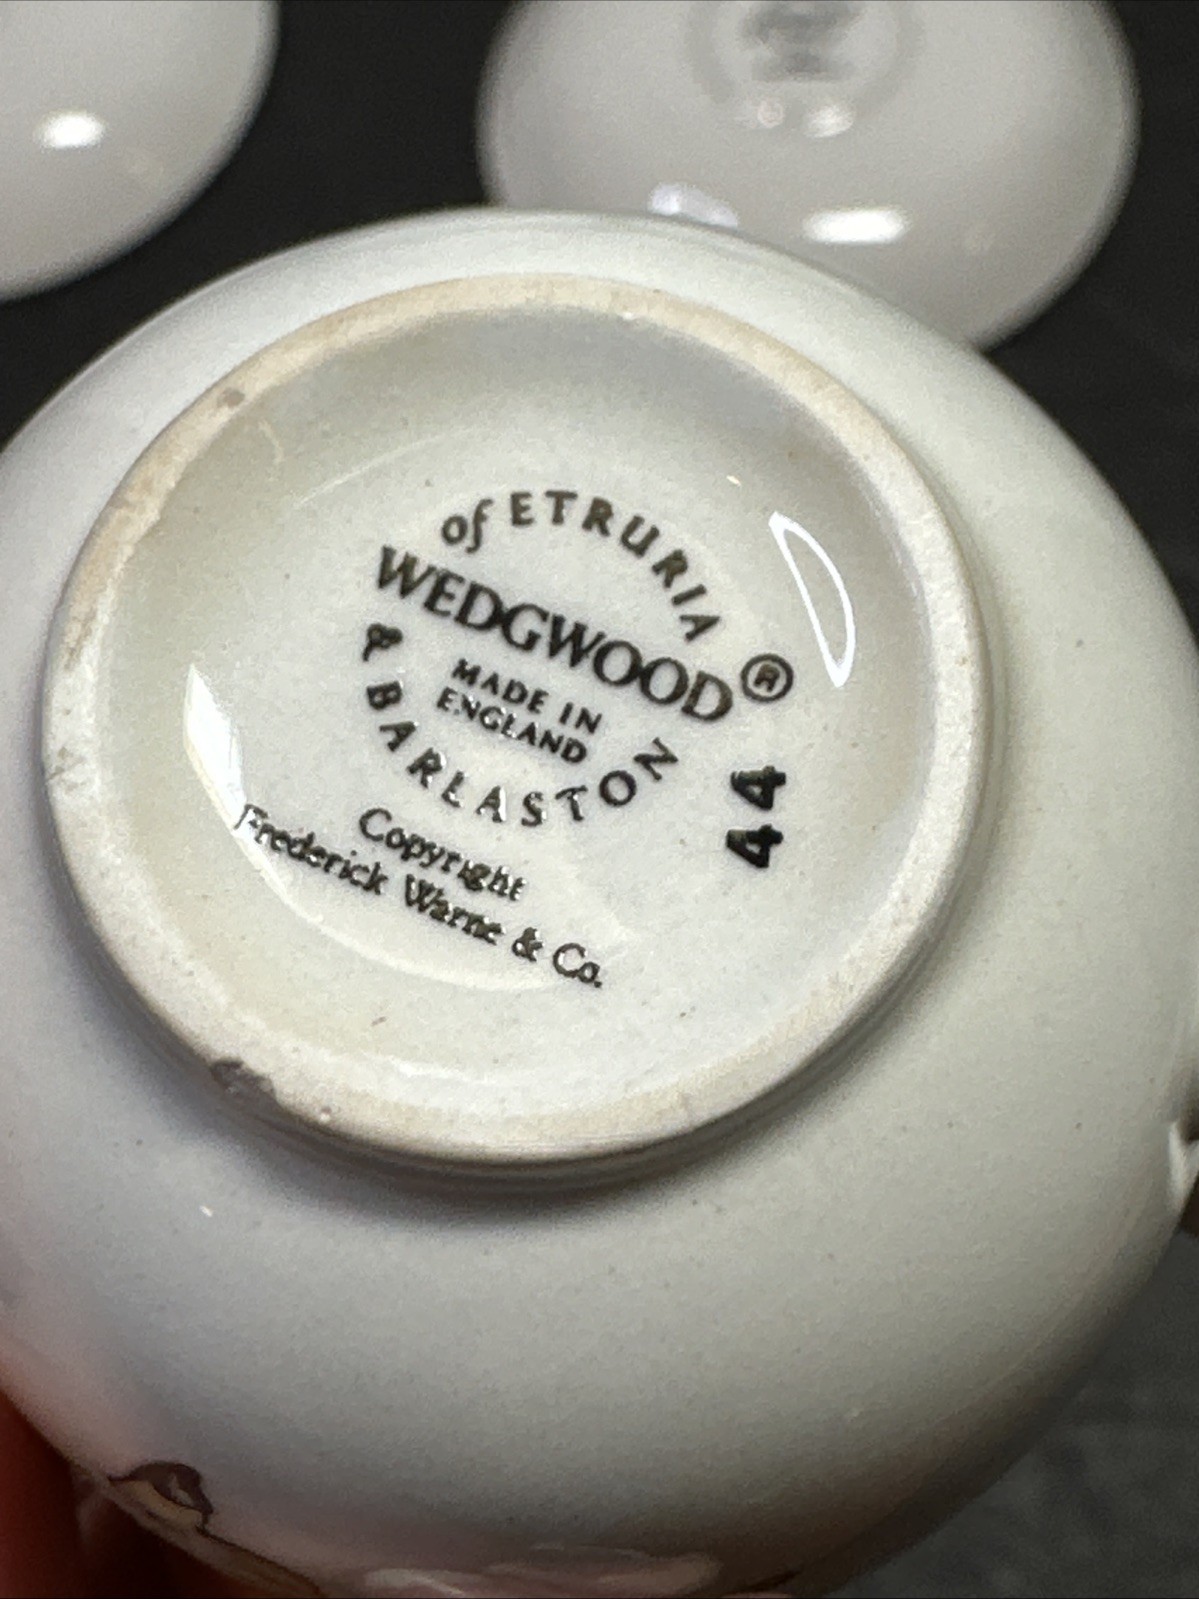 of ETRURIA
WEDGWOOD ®
MADE IN
ENGLAND
& BARLASTON
44
Copyright
Frederick Warne & Co.